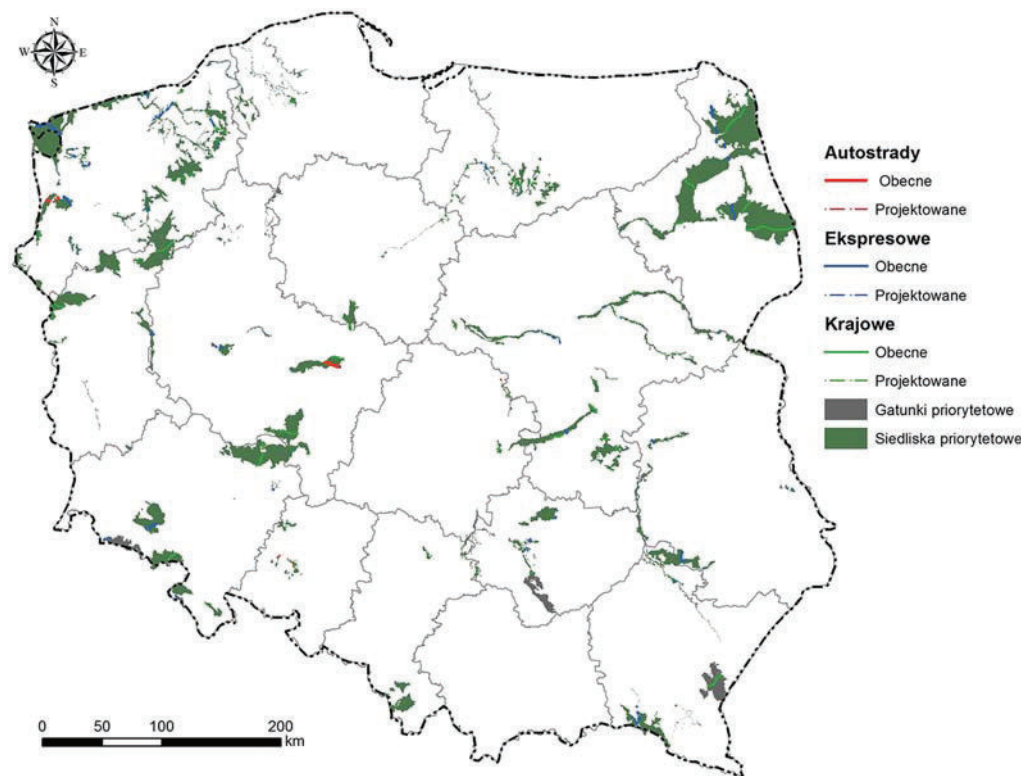 N
W E
S
Autostrady
Obecne
Projektowane
Ekspresowe
Obecne
Projektowane
Krajowe
Obecne
Projektowane
Gatunki priorytetowe
Siedliska priorytetowe
0 50 100 200
km